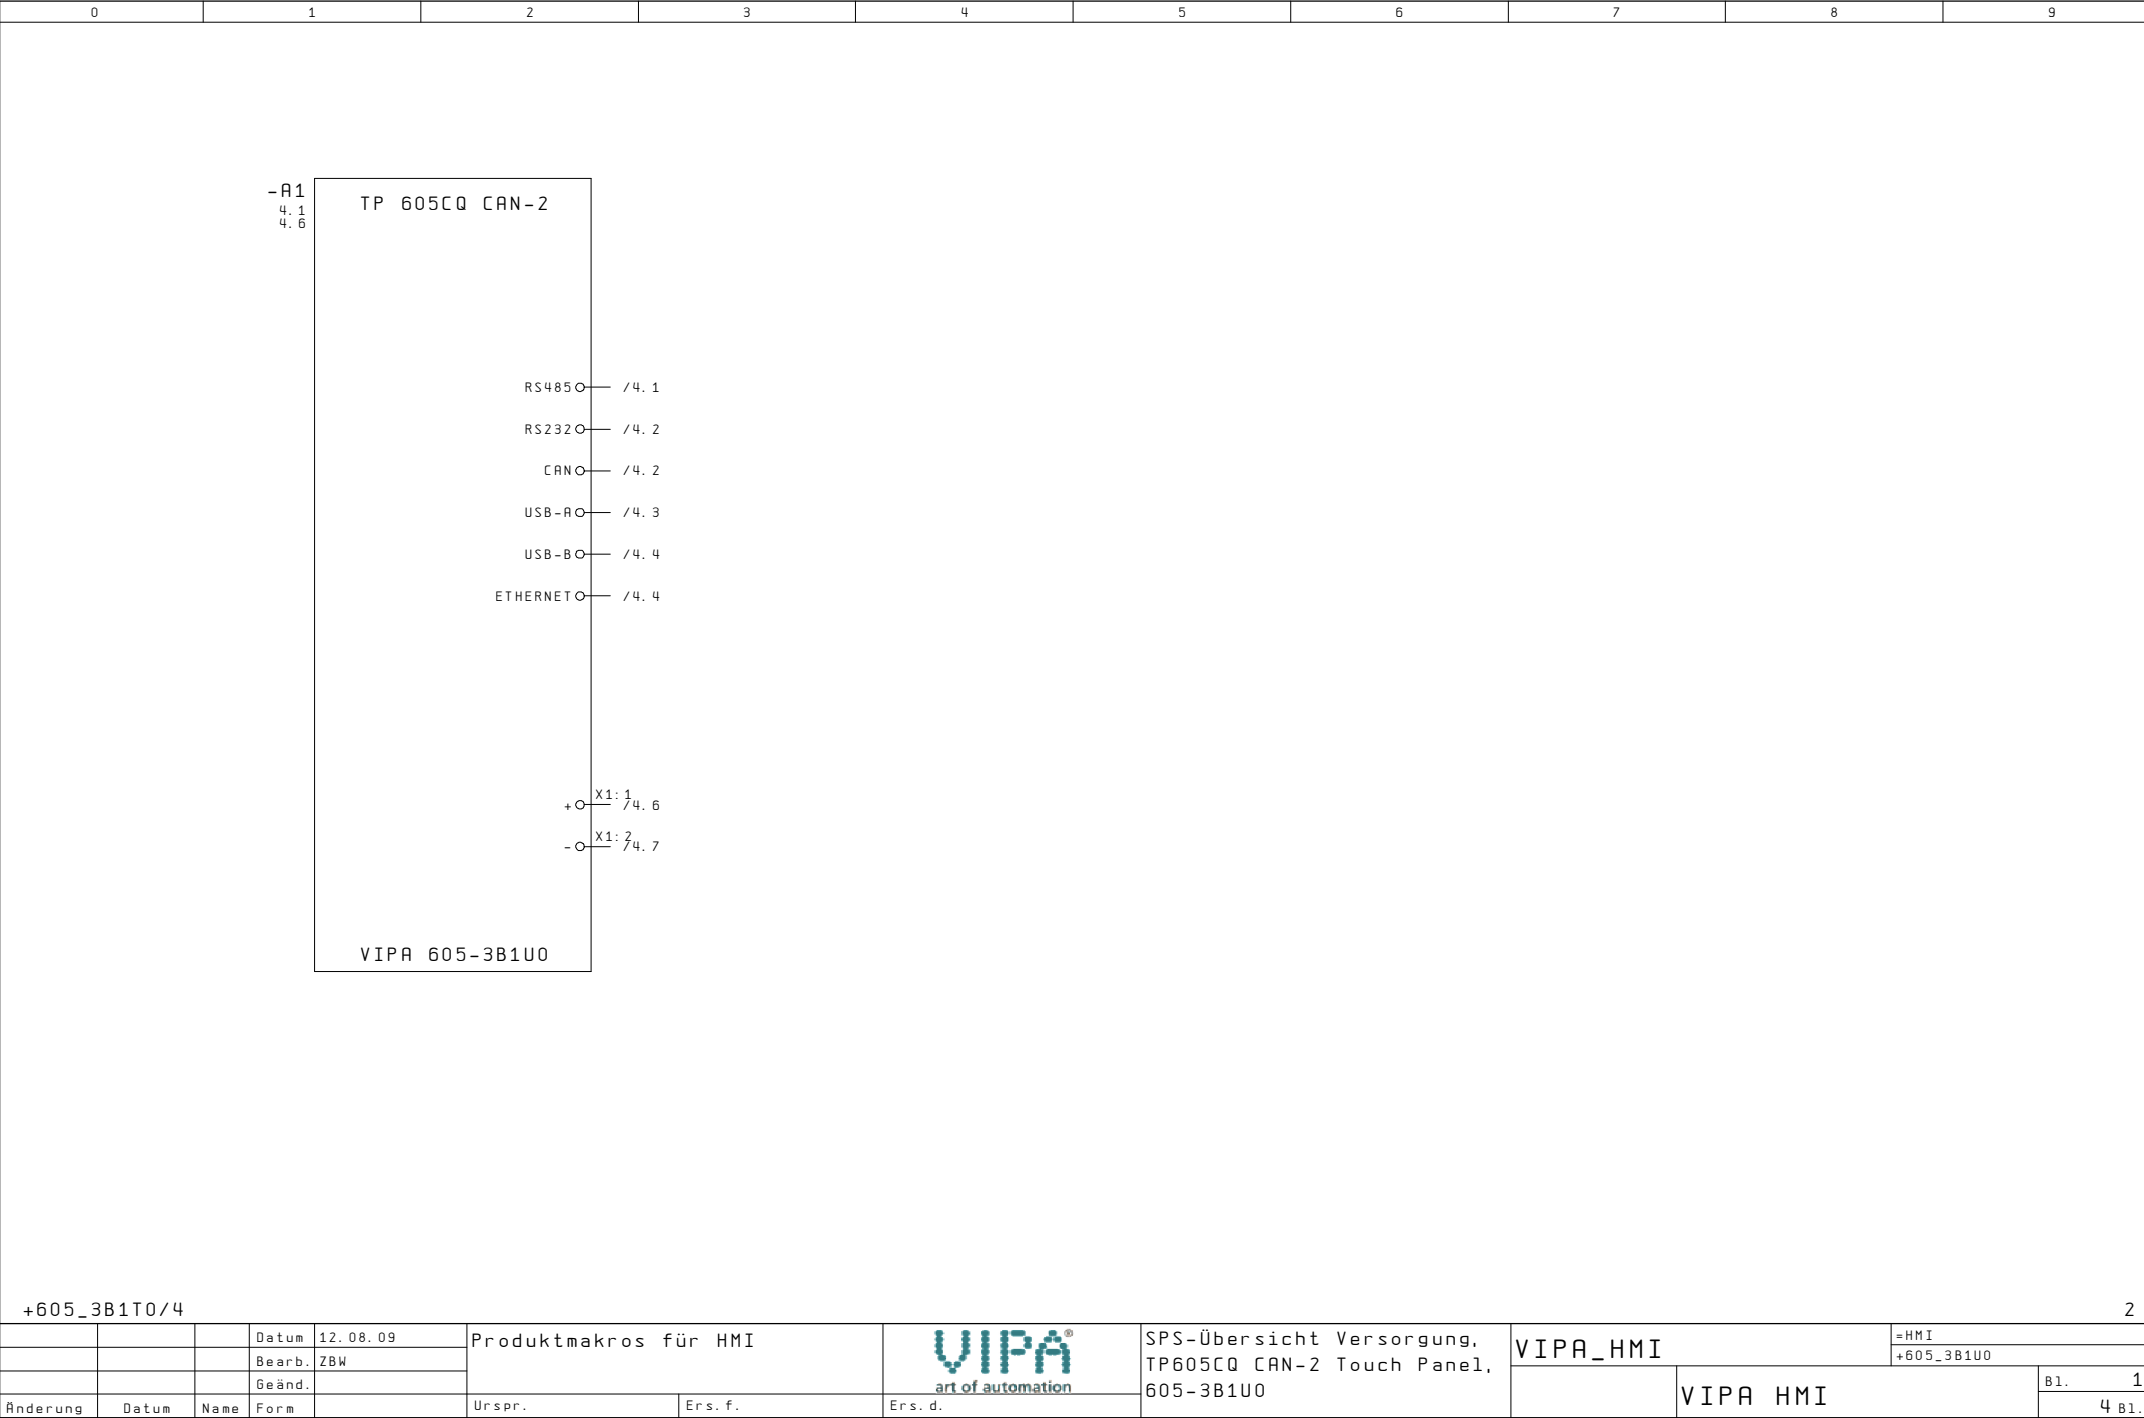 0 1 2 3 4 5 6 7 8 9
-A1
4.1
4.6
TP 605CQ CAN-2
RS485 /4.1
RS232 /4.2
CAN /4.2
USB-A /4.3
USB-B /4.4
ETHERNET /4.4
X1:1
+ /4.6
X1:2
- /4.7
VIPA 605-3B1U0
+605_3B1T0/4 2
Datum 12.08.09
Bearb. ZBW
Geänd.
Änderung Datum Name Form
Produktmakros für HMI
Urspr. Ers.f. Ers.d.
VIPA®
art of automation
SPS-Übersicht Versorgung,
TP605CQ CAN-2 Touch Panel,
605-3B1U0
VIPA_HMI
VIPA HMI
=HMI
+605_3B1U0
Bl. 1
4 Bl.